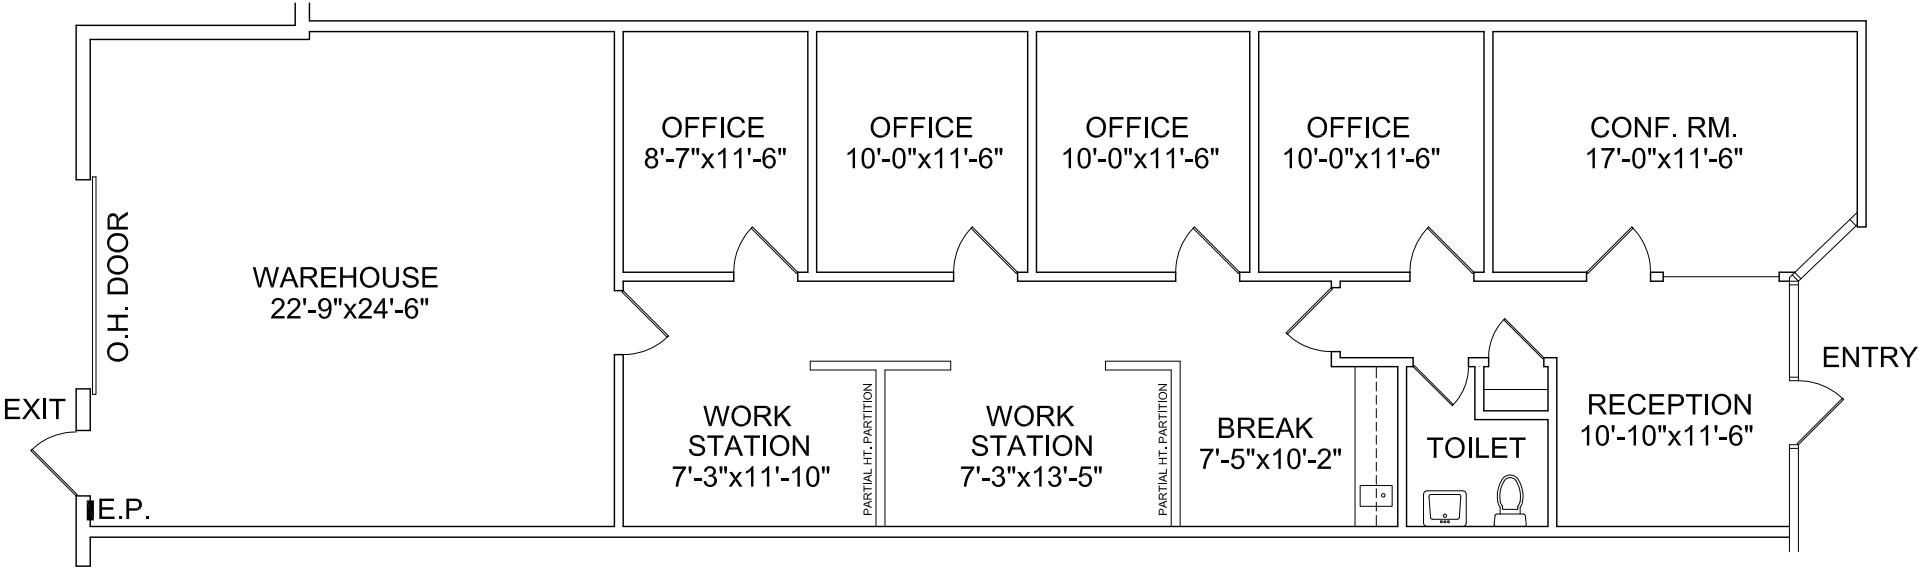 OFFICE
8'-7"x11'-6"
OFFICE
10'-0"x11'-6"
OFFICE
10'-0"x11'-6"
OFFICE
10'-0"x11'-6"
CONF. RM.
17'-0"x11'-6"
O.H. DOOR
WAREHOUSE
22'-9"x24'-6"
EXIT
E.P.
WORK
STATION
7'-3"x11'-10"
PARTIAL HT. PARTITION
WORK
STATION
7'-3"x13'-5"
PARTIAL HT. PARTITION
BREAK
7'-5"x10'-2"
TOILET
RECEPTION
10'-10"x11'-6"
ENTRY